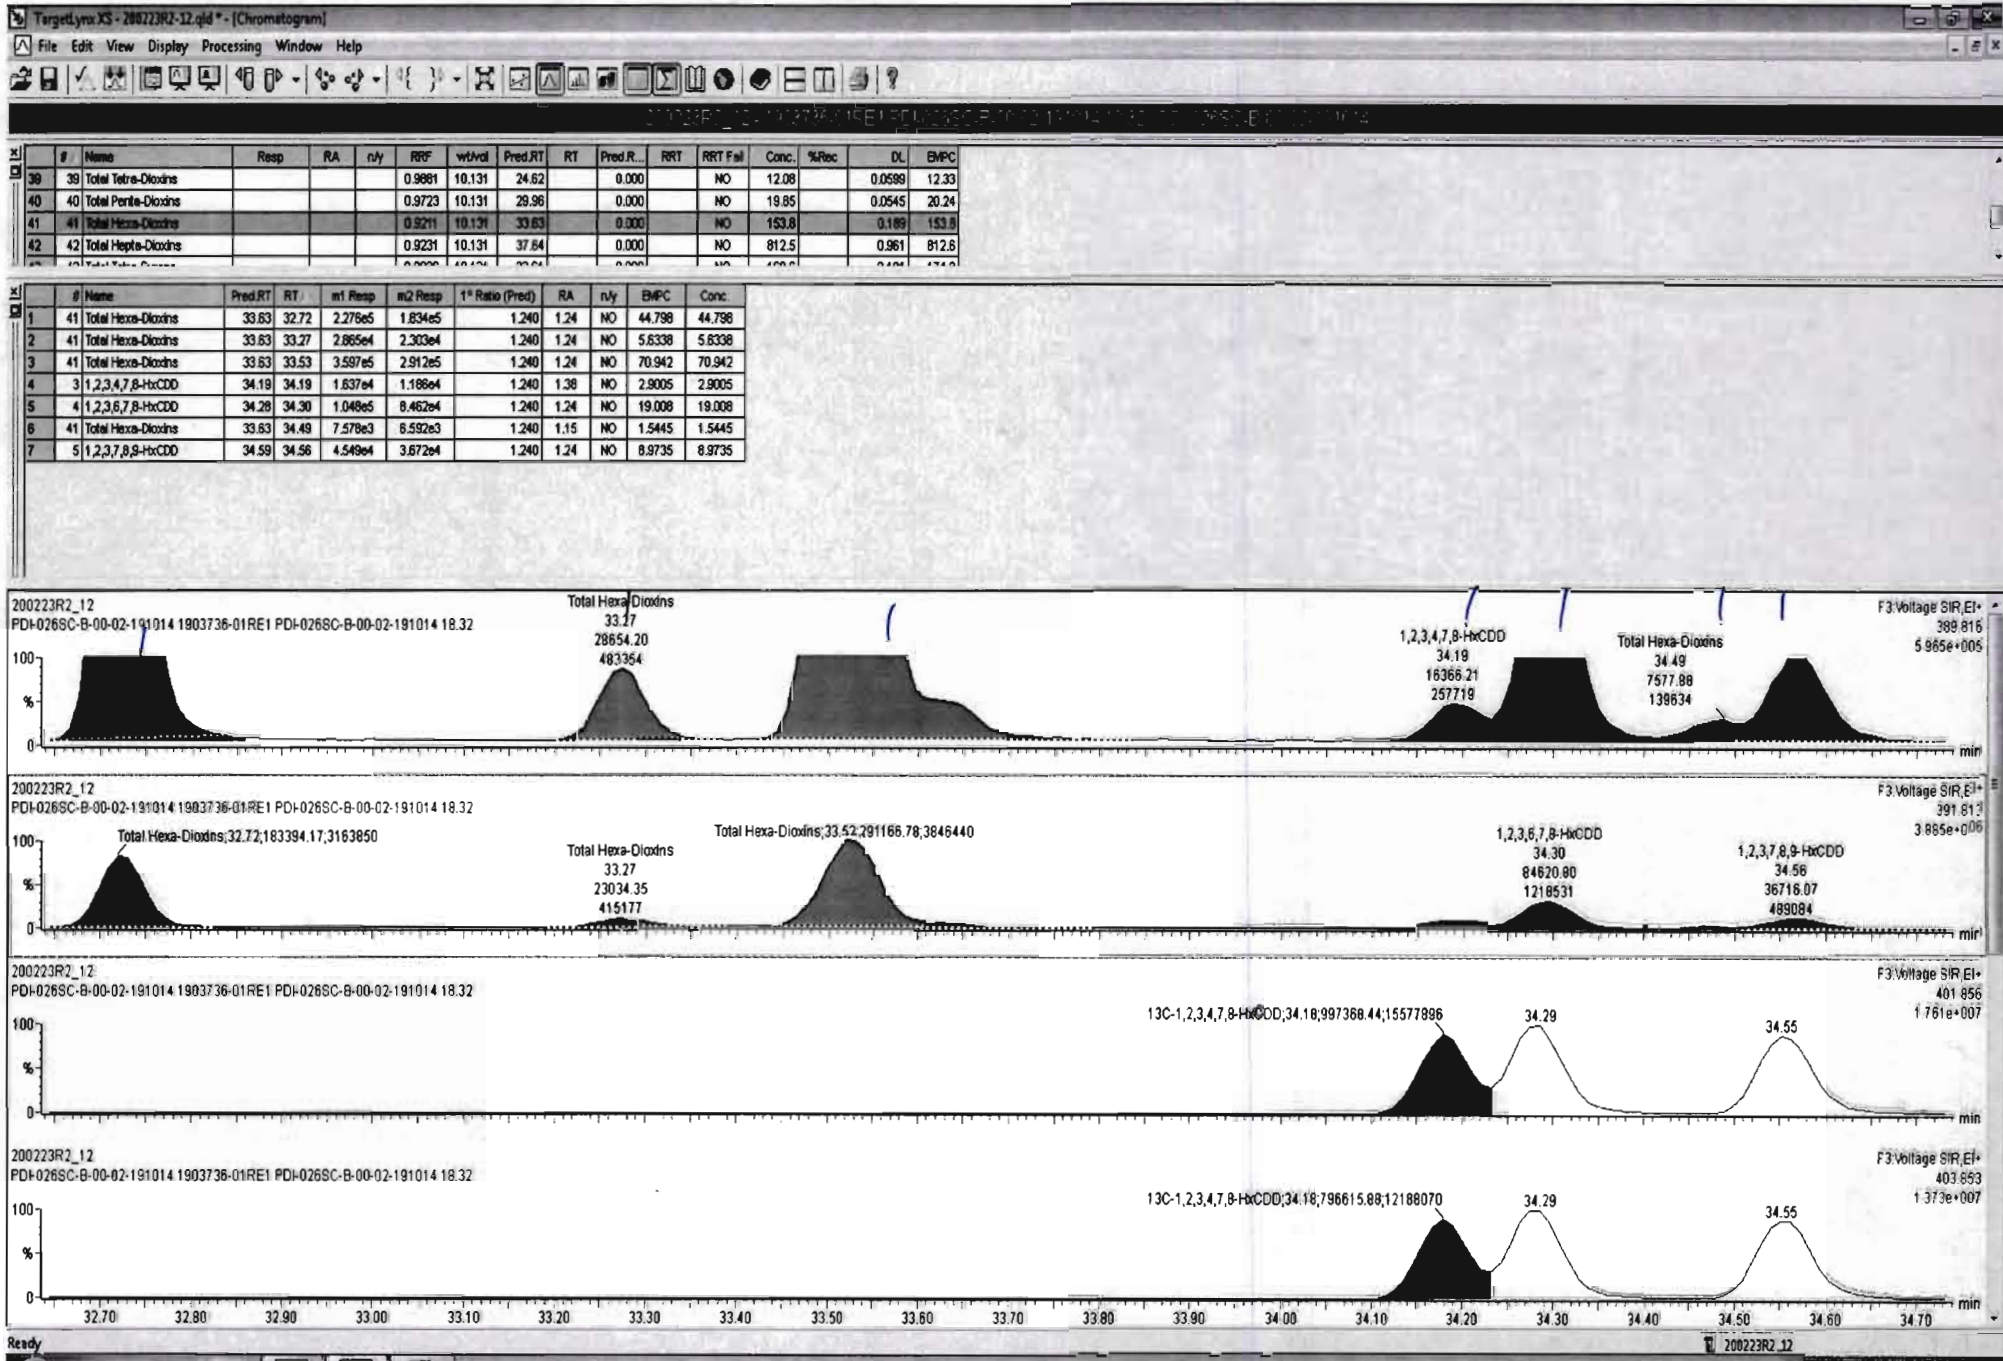 TargetLynx XS - 200223R2-12.qld * - [Chromatogram]
File Edit View Display Processing Window Help
# Name Resp RA n/y RRF wt/vol Pred.RT RT Pred.R... RRT RRT Fail Conc. %Rec DL EMPC
39 39 Total Tetra-Dioxins 0.9881 10.131 24.62 0.000 NO 12.08 0.0599 12.33
40 40 Total Penta-Dioxins 0.9723 10.131 29.96 0.000 NO 19.85 0.0545 20.24
41 41 Total Hexa-Dioxins 0.9211 10.131 33.63 0.000 NO 153.8 0.189 153.8
42 42 Total Hepta-Dioxins 0.9231 10.131 37.64 0.000 NO 812.5 0.961 812.6
# Name Pred.RT RT m1 Resp m2 Resp 1° Ratio (Pred) RA n/y EMPC Conc.
1 41 Total Hexa-Dioxins 33.63 32.72 2.276e5 1.834e5 1.240 1.24 NO 44.798 44.798
2 41 Total Hexa-Dioxins 33.63 33.27 2.865e4 2.303e4 1.240 1.24 NO 5.6338 5.6338
3 41 Total Hexa-Dioxins 33.63 33.53 3.597e5 2.912e5 1.240 1.24 NO 70.942 70.942
4 3 1,2,3,4,7,8-HxCDD 34.19 34.19 1.637e4 1.186e4 1.240 1.38 NO 2.9005 2.9005
5 4 1,2,3,6,7,8-HxCDD 34.28 34.30 1.048e5 8.462e4 1.240 1.24 NO 19.008 19.008
6 41 Total Hexa-Dioxins 33.63 34.49 7.578e3 6.592e3 1.240 1.15 NO 1.5445 1.5445
7 5 1,2,3,7,8,9-HxCDD 34.59 34.56 4.549e4 3.672e4 1.240 1.24 NO 8.9735 8.9735
200223R2_12
PDI-026SC-B-00-02-191014 1903736-01RE1 PDI-026SC-B-00-02-191014 18.32
F3:Voltage SIR,EI+
389.816
5.965e+005
Total Hexa-Dioxins
33.27
28654.20
483354
1,2,3,4,7,8-HxCDD
34.19
16366.21
257719
Total Hexa-Dioxins
34.49
7577.88
139634
100
%
0
min
200223R2_12
PDI-026SC-B-00-02-191014 1903736-01RE1 PDI-026SC-B-00-02-191014 18.32
F3:Voltage SIR,EI+
391.813
3.885e+006
Total Hexa-Dioxins;32.72;183394.17;3163850
Total Hexa-Dioxins
33.27
23034.35
415177
Total Hexa-Dioxins;33.52;291166.78;3846440
1,2,3,6,7,8-HxCDD
34.30
84620.80
1218531
1,2,3,7,8,9-HxCDD
34.56
36716.07
489084
100
%
0
min
200223R2_12
PDI-026SC-B-00-02-191014 1903736-01RE1 PDI-026SC-B-00-02-191014 18.32
F3:Voltage SIR,EI+
401.856
1.761e+007
13C-1,2,3,4,7,8-HxCDD;34.18;997368.44;15577896
34.29
34.55
100
%
0
min
200223R2_12
PDI-026SC-B-00-02-191014 1903736-01RE1 PDI-026SC-B-00-02-191014 18.32
F3:Voltage SIR,EI+
403.853
1.373e+007
13C-1,2,3,4,7,8-HxCDD;34.18;796615.88;12188070
34.29
34.55
100
%
0
min
32.70 32.80 32.90 33.00 33.10 33.20 33.30 33.40 33.50 33.60 33.70 33.80 33.90 34.00 34.10 34.20 34.30 34.40 34.50 34.60 34.70
Ready
200223R2_12